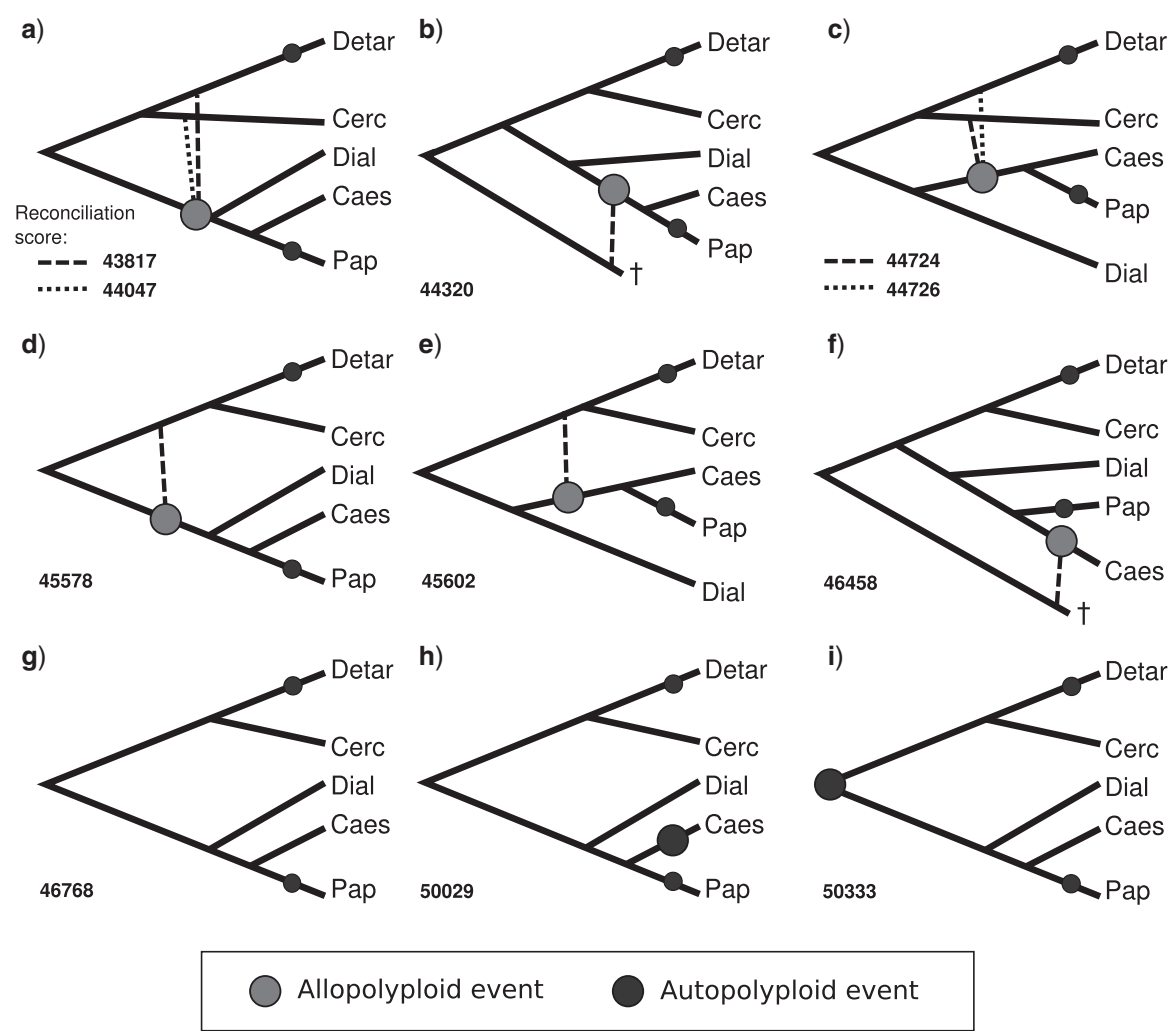 a)
Detar
Cerc
Dial
Caes
Pap
Reconciliation
score:
43817
44047
b)
Detar
Cerc
Dial
Caes
Pap
†
44320
c)
Detar
Cerc
Caes
Pap
Dial
44724
44726
d)
Detar
Cerc
Dial
Caes
Pap
45578
e)
Detar
Cerc
Caes
Pap
Dial
45602
f)
Detar
Cerc
Dial
Pap
Caes
†
46458
g)
Detar
Cerc
Dial
Caes
Pap
46768
h)
Detar
Cerc
Dial
Caes
Pap
50029
i)
Detar
Cerc
Dial
Caes
Pap
50333
Allopolyploid event
Autopolyploid event